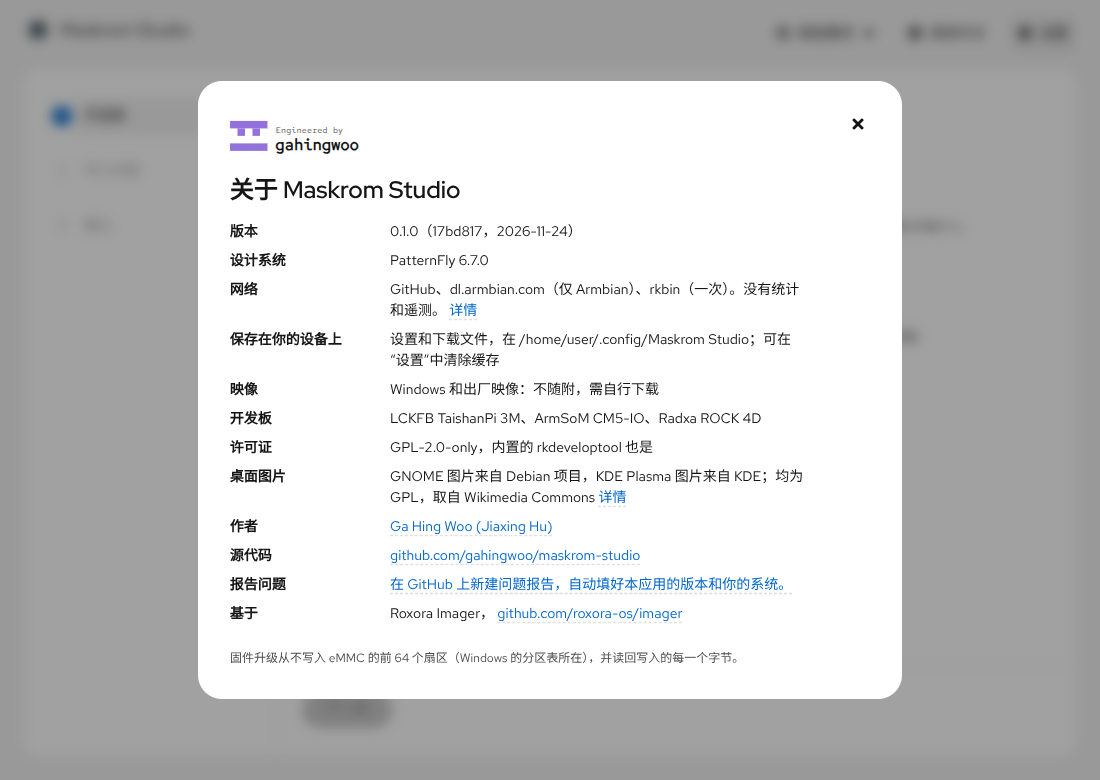 Engineered by
gahingwoo
关于 Maskrom Studio
版本 0.1.0（17bd817，2026-11-24）
设计系统 PatternFly 6.7.0
网络 GitHub、dl.armbian.com（仅 Armbian）、rkbin（一次）。没有统计
和遥测。 详情
保存在你的设备上 设置和下载文件，在 /home/user/.config/Maskrom Studio；可在
“设置”中清除缓存
映像 Windows 和出厂映像：不随附，需自行下载
开发板 LCKFB TaishanPi 3M、ArmSoM CM5-IO、Radxa ROCK 4D
许可证 GPL-2.0-only，内置的 rkdeveloptool 也是
桌面图片 GNOME 图片来自 Debian 项目，KDE Plasma 图片来自 KDE；均为
GPL，取自 Wikimedia Commons 详情
作者 Ga Hing Woo (Jiaxing Hu)
源代码 github.com/gahingwoo/maskrom-studio
报告问题 在 GitHub 上新建问题报告，自动填好本应用的版本和你的系统。
基于 Roxora Imager， github.com/roxora-os/imager
固件升级从不写入 eMMC 的前 64 个扇区（Windows 的分区表所在），并读回写入的每一个字节。